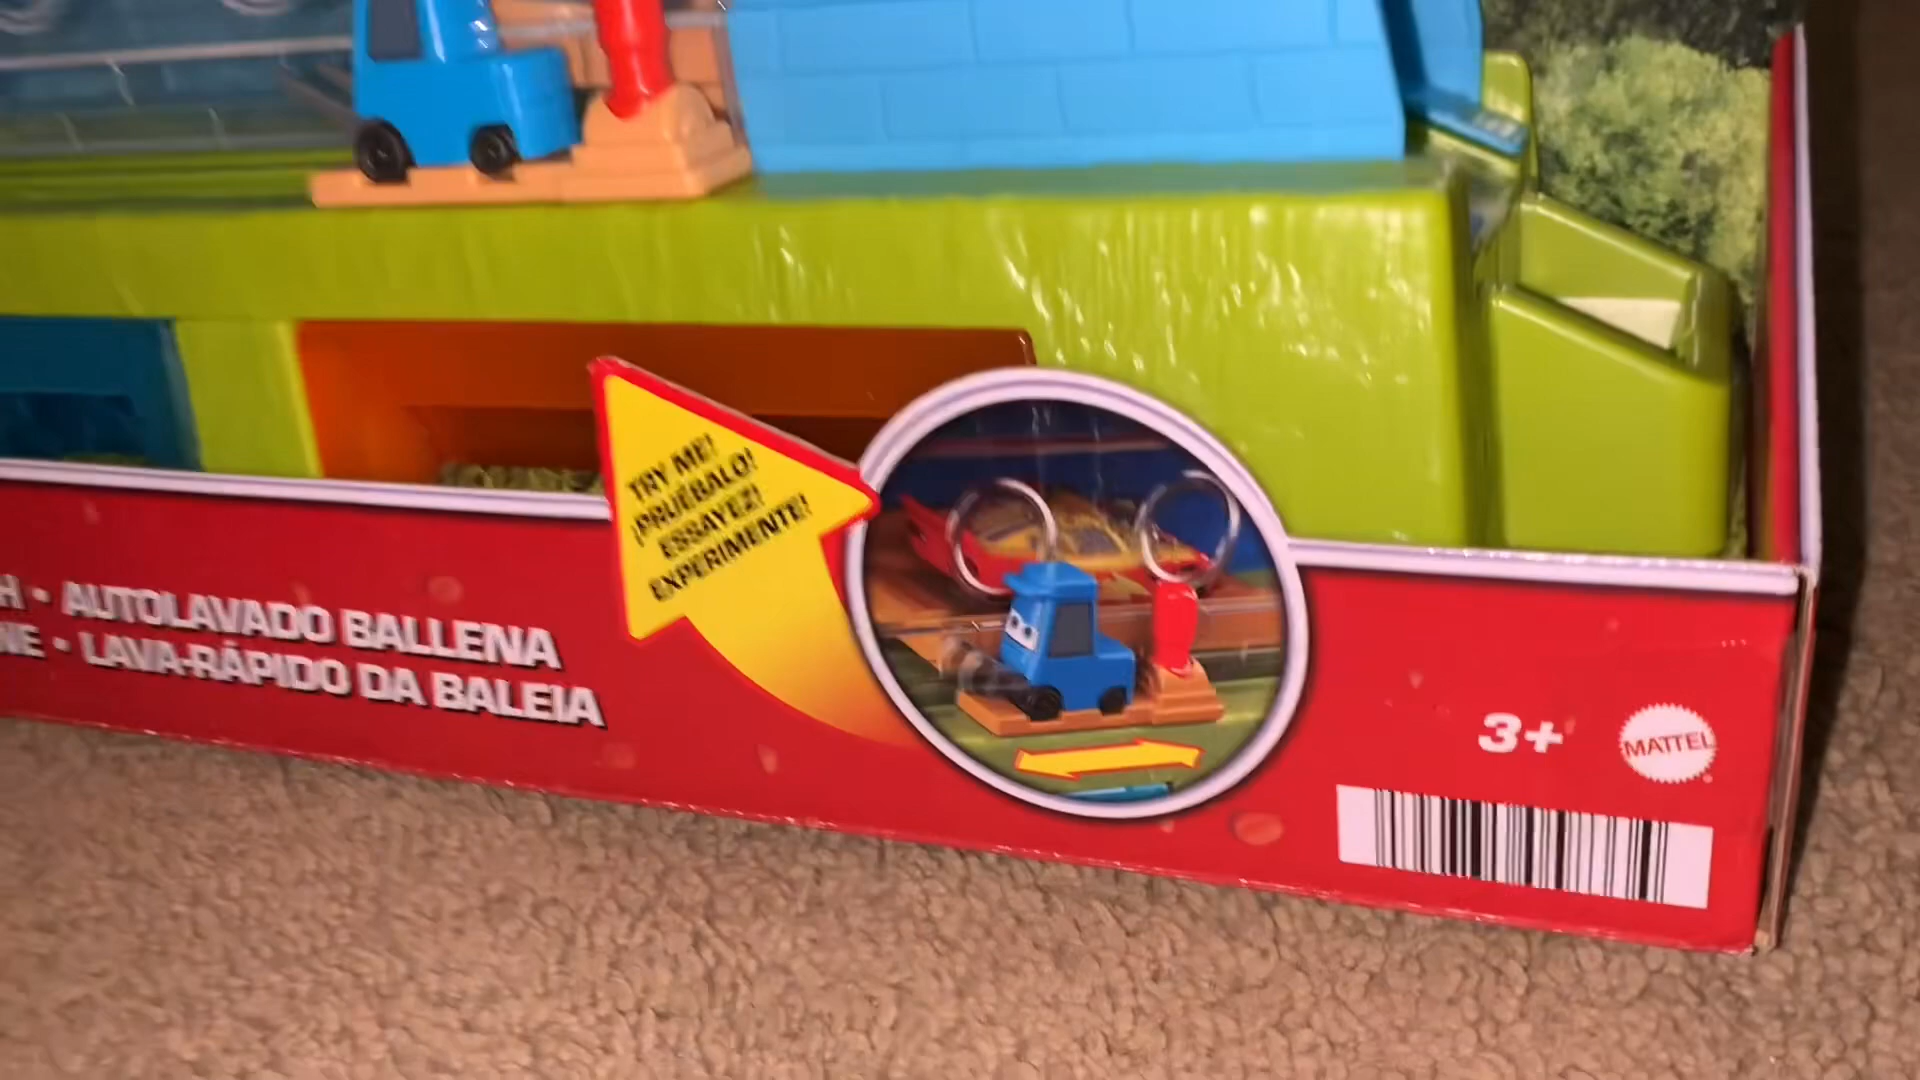 TRY ME!
¡PRUÉBALO!
ESSAYEZ!
EXPERIMENTE!
H • AUTOLAVADO BALLENA
NE • LAVA-RÁPIDO DA BALEIA
3+
MATTEL